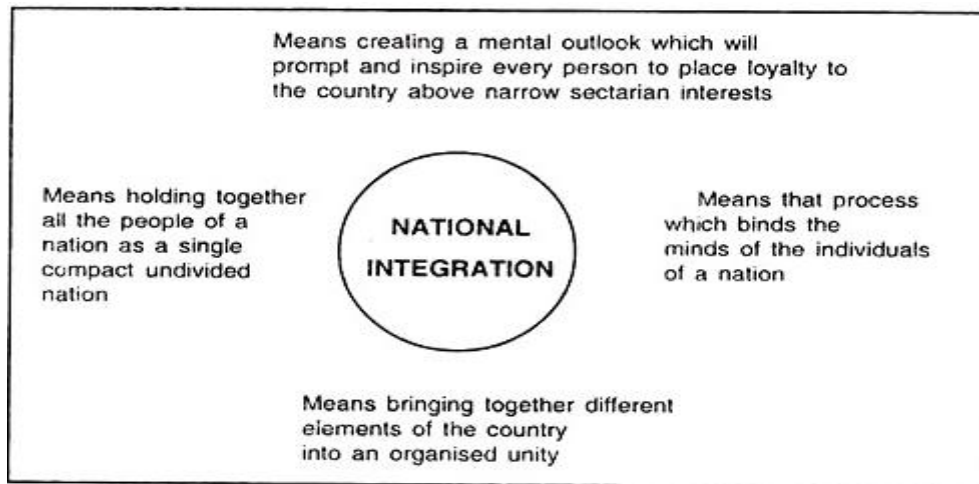 Means creating a mental outlook which will
prompt and inspire every person to place loyalty to
the country above narrow sectarian interests
Means holding together
all the people of a
nation as a single
compact undivided
nation
NATIONAL
INTEGRATION
Means that process
which binds the
minds of the individuals
of a nation
Means bringing together different
elements of the country
into an organised unity